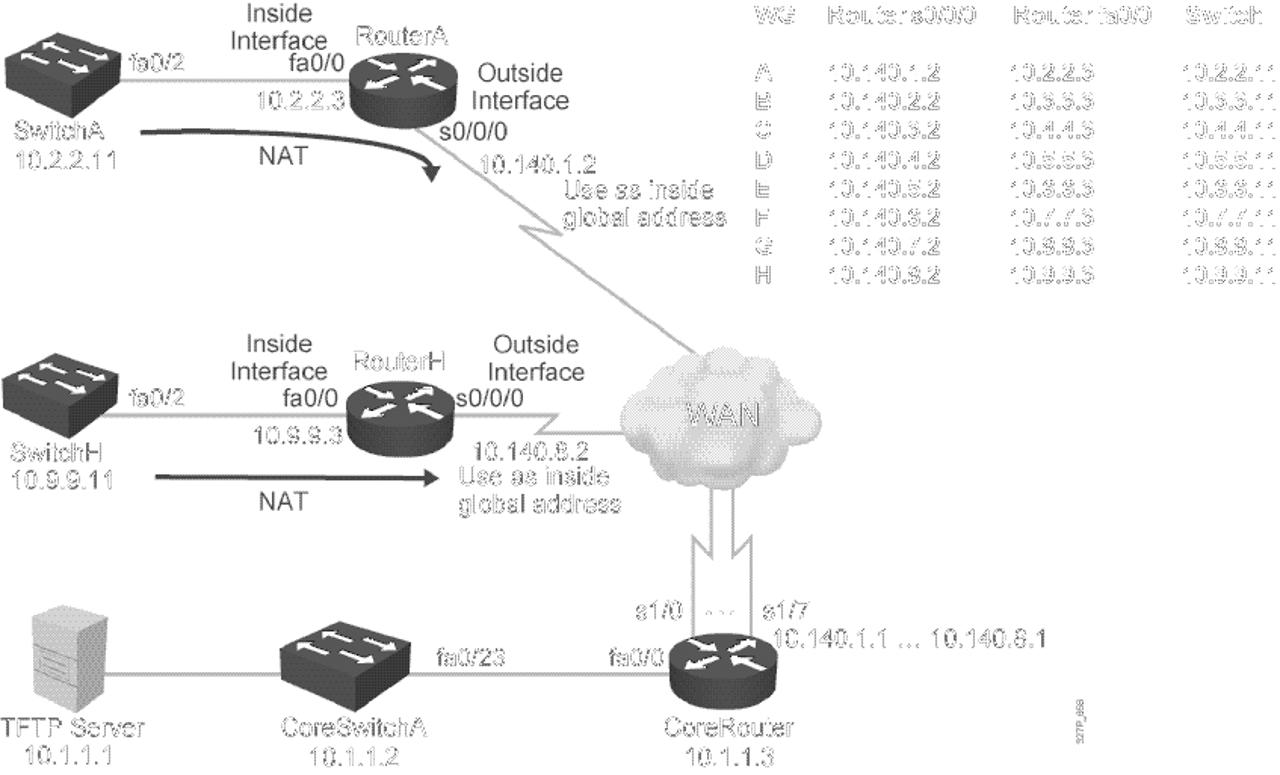 WG Router s0/0/0 Router fa0/0 Switch
A 10.140.1.2 10.2.2.3 10.2.2.11
B 10.140.2.2 10.3.3.3 10.3.3.11
C 10.140.3.2 10.4.4.3 10.4.4.11
D 10.140.4.2 10.5.5.3 10.5.5.11
E 10.140.5.2 10.6.6.3 10.6.6.11
F 10.140.6.2 10.7.7.3 10.7.7.11
G 10.140.7.2 10.8.8.3 10.8.8.11
H 10.140.8.2 10.9.9.3 10.9.9.11
Inside
Interface
RouterA
fa0/2
fa0/0
Outside
Interface
10.2.2.3
SwitchA
10.2.2.11
NAT
s0/0/0
10.140.1.2
Use as inside
global address
Inside
Interface
RouterH
Outside
Interface
fa0/2
fa0/0
s0/0/0
WAN
10.9.9.3
SwitchH
10.9.9.11
NAT
10.140.8.2
Use as inside
global address
s1/0 ... s1/7
10.140.1.1 ... 10.140.8.1
fa0/23
fa0/0
TFTP Server
10.1.1.1
CoreSwitchA
10.1.1.2
CoreRouter
10.1.1.3